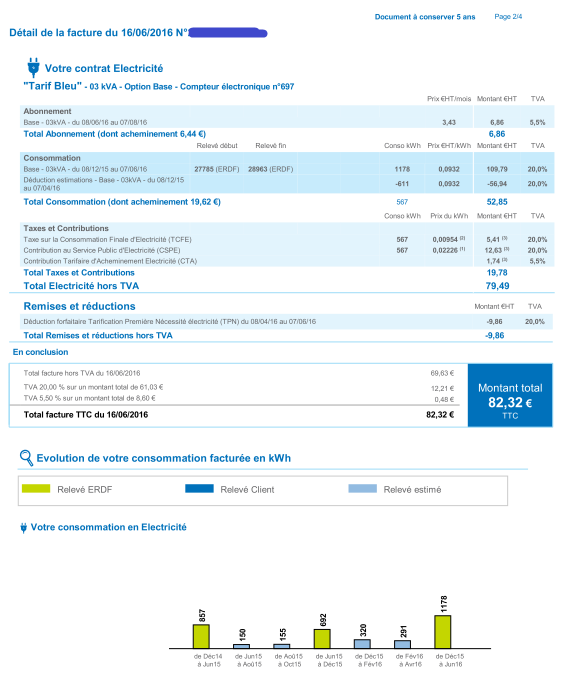 Document à conserver 5 ans Page 2/4
Détail de la facture du 16/06/2016 N°
Votre contrat Electricité
"Tarif Bleu" - 03 kVA - Option Base - Compteur électronique n°697
Prix €HT/mois Montant €HT TVA
Abonnement
Base - 03kVA - du 08/06/16 au 07/08/16 3,43 6,86 5,5%
Total Abonnement (dont acheminement 6,44 €) 6,86
Relevé début Relevé fin Conso kWh Prix €HT/kWh Montant €HT TVA
Consommation
Base - 03kVA - du 08/12/15 au 07/06/16 27785 (ERDF) 28963 (ERDF) 1178 0,0932 109,79 20,0%
Déduction estimations - Base - 03kVA - du 08/12/15
au 07/04/16 -611 0,0932 -56,94 20,0%
Total Consommation (dont acheminement 19,62 €) 567 52,85
Conso kWh Prix du kWh Montant €HT TVA
Taxes et Contributions
Taxe sur la Consommation Finale d'Electricité (TCFE) 567 0,00954 (2) 5,41 (3) 20,0%
Contribution au Service Public d'Electricité (CSPE) 567 0,02226 (1) 12,63 (3) 20,0%
Contribution Tarifaire d'Acheminement Electricité (CTA) 1,74 (3) 5,5%
Total Taxes et Contributions 19,78
Total Electricité hors TVA 79,49
Remises et réductions Montant €HT TVA
Déduction forfaitaire Tarification Première Nécessité électricité (TPN) du 08/04/16 au 07/06/16 -9,86 20,0%
Total Remises et réductions hors TVA -9,86
En conclusion
Total facture hors TVA du 16/06/2016 69,63 €
TVA 20,00 % sur un montant total de 61,03 € 12,21 €
TVA 5,50 % sur un montant total de 8,60 € 0,48 €
Total facture TTC du 16/06/2016 82,32 €
Montant total
82,32 €
TTC
Evolution de votre consommation facturée en kWh
Relevé ERDF Relevé Client Relevé estimé
Votre consommation en Electricité
857 150 155 692 320 291 1178
de Déc14 de Jun15 de Aoû15 de Jun15 de Déc15 de Fév16 de Déc15
à Jun15 à Aoû15 à Oct15 à Déc15 à Fév16 à Avr16 à Jun16